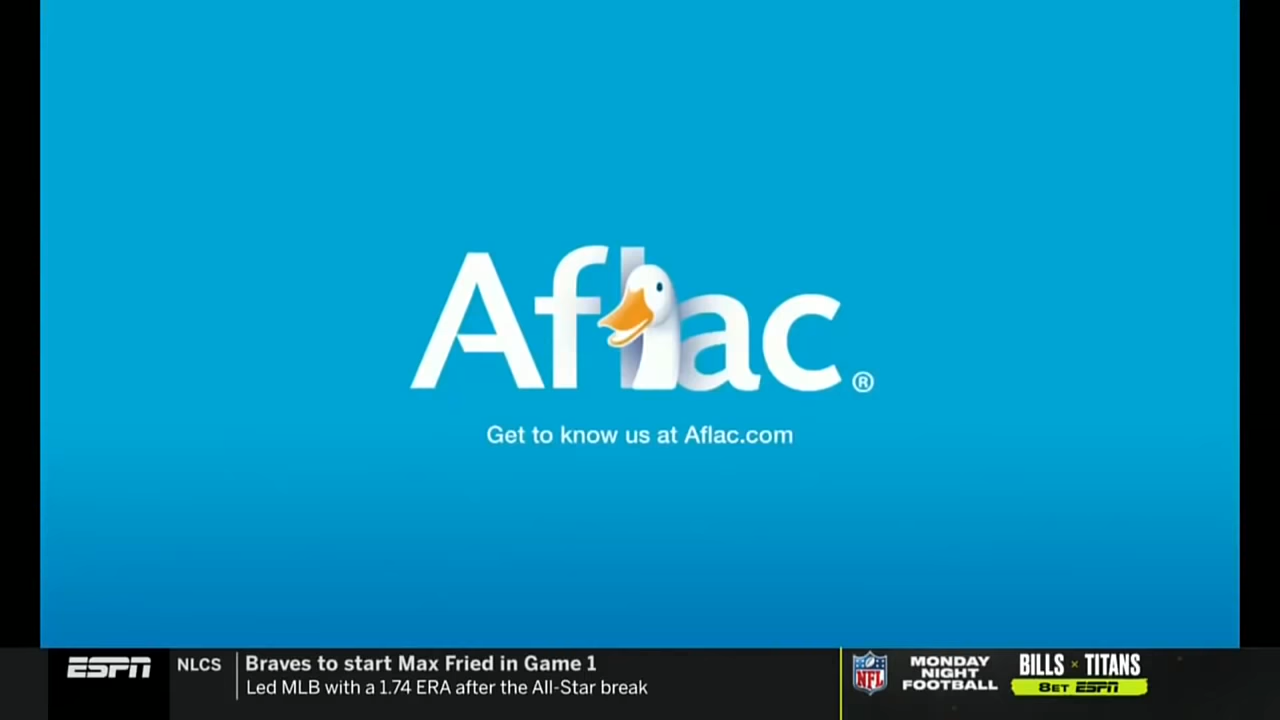 Aflac®
Get to know us at Aflac.com
ESPN
NLCS
Braves to start Max Fried in Game 1
Led MLB with a 1.74 ERA after the All-Star break
NFL
MONDAY
NIGHT
FOOTBALL
BILLS × TITANS
8ET ESPN